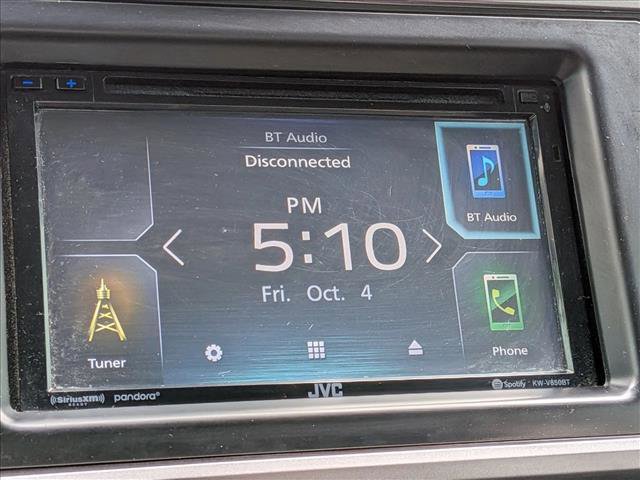 BT Audio
Disconnected
PM
5:10
Fri. Oct. 4
BT Audio
Tuner
Phone
((SiriusXM))
READY
pandora
JVC
Spotify KW-V850BT